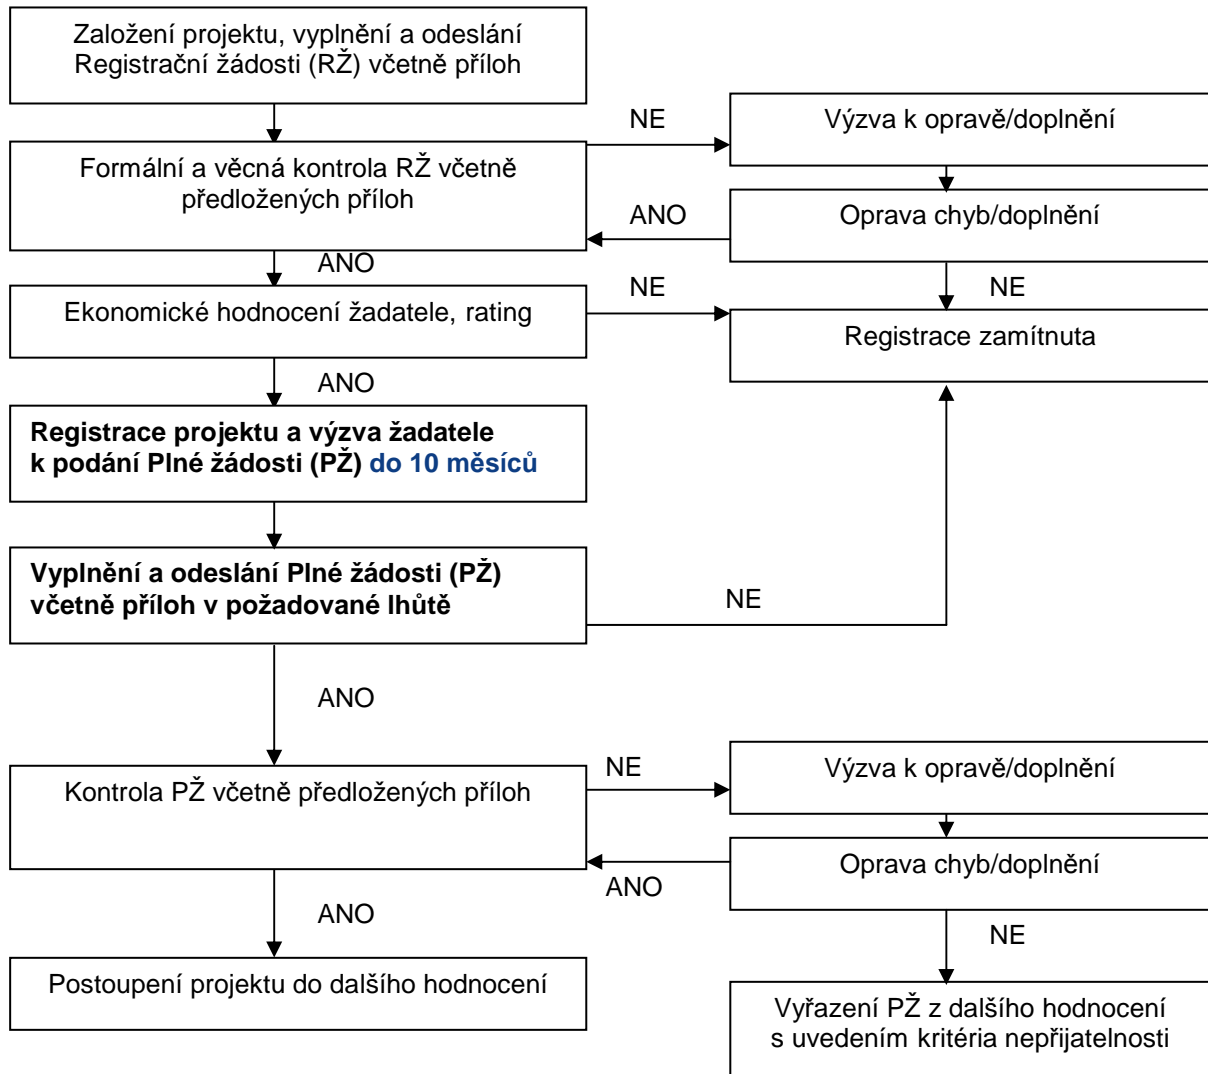 Založení projektu, vyplnění a odeslání
Registrační žádosti (RŽ) včetně příloh
NE
Výzva k opravě/doplnění
Formální a věcná kontrola RŽ včetně
předložených příloh
ANO
Oprava chyb/doplnění
ANO
NE
NE
Ekonomické hodnocení žadatele, rating
Registrace zamítnuta
ANO
Registrace projektu a výzva žadatele
k podání Plné žádosti (PŽ) do 10 měsíců
Vyplnění a odeslání Plné žádosti (PŽ)
včetně příloh v požadované lhůtě
NE
ANO
NE
Výzva k opravě/doplnění
Kontrola PŽ včetně předložených příloh
Oprava chyb/doplnění
ANO
ANO
NE
Postoupení projektu do dalšího hodnocení
Vyřazení PŽ z dalšího hodnocení
s uvedením kritéria nepřijatelnosti